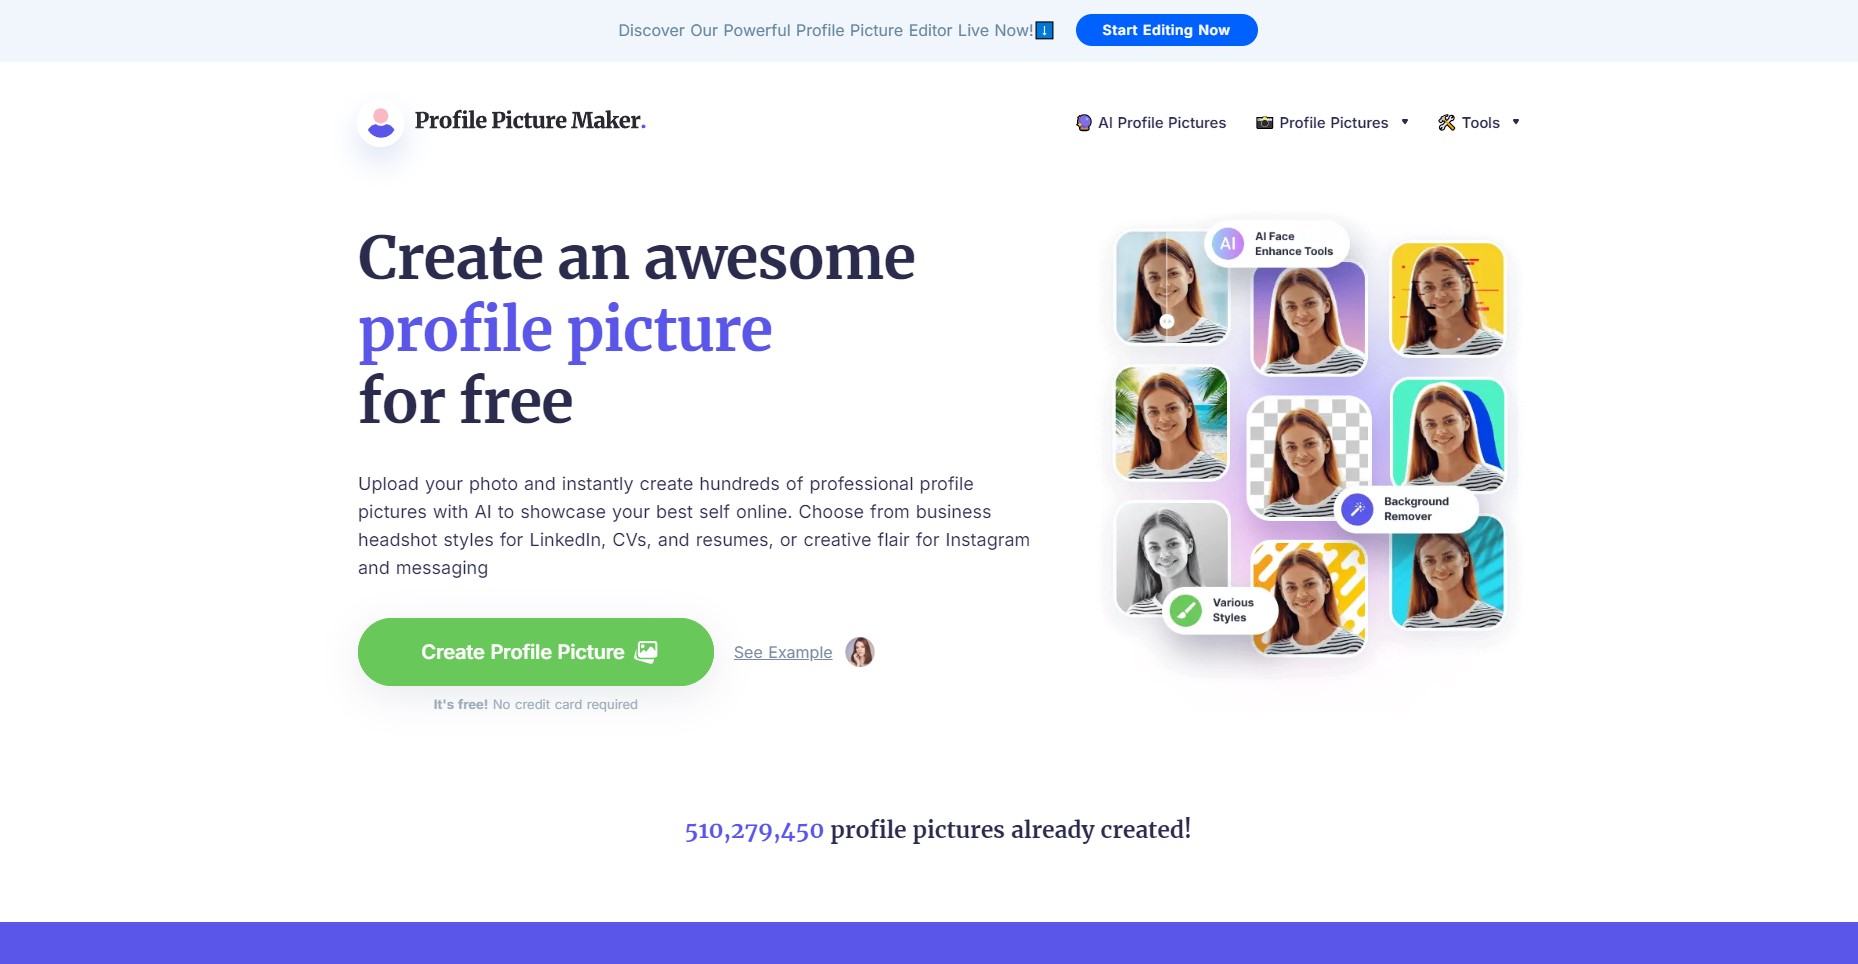 Discover Our Powerful Profile Picture Editor Live Now!⬇️
Start Editing Now
Profile Picture Maker.
🔮 AI Profile Pictures
📸 Profile Pictures ▼
🛠 Tools ▼
Create an awesome
profile picture
for free
Upload your photo and instantly create hundreds of professional profile
pictures with AI to showcase your best self online. Choose from business
headshot styles for LinkedIn, CVs, and resumes, or creative flair for Instagram
and messaging
Create Profile Picture
See Example
It's free! No credit card required
AI
AI Face
Enhance Tools
Background
Remover
Various
Styles
510,279,450 profile pictures already created!